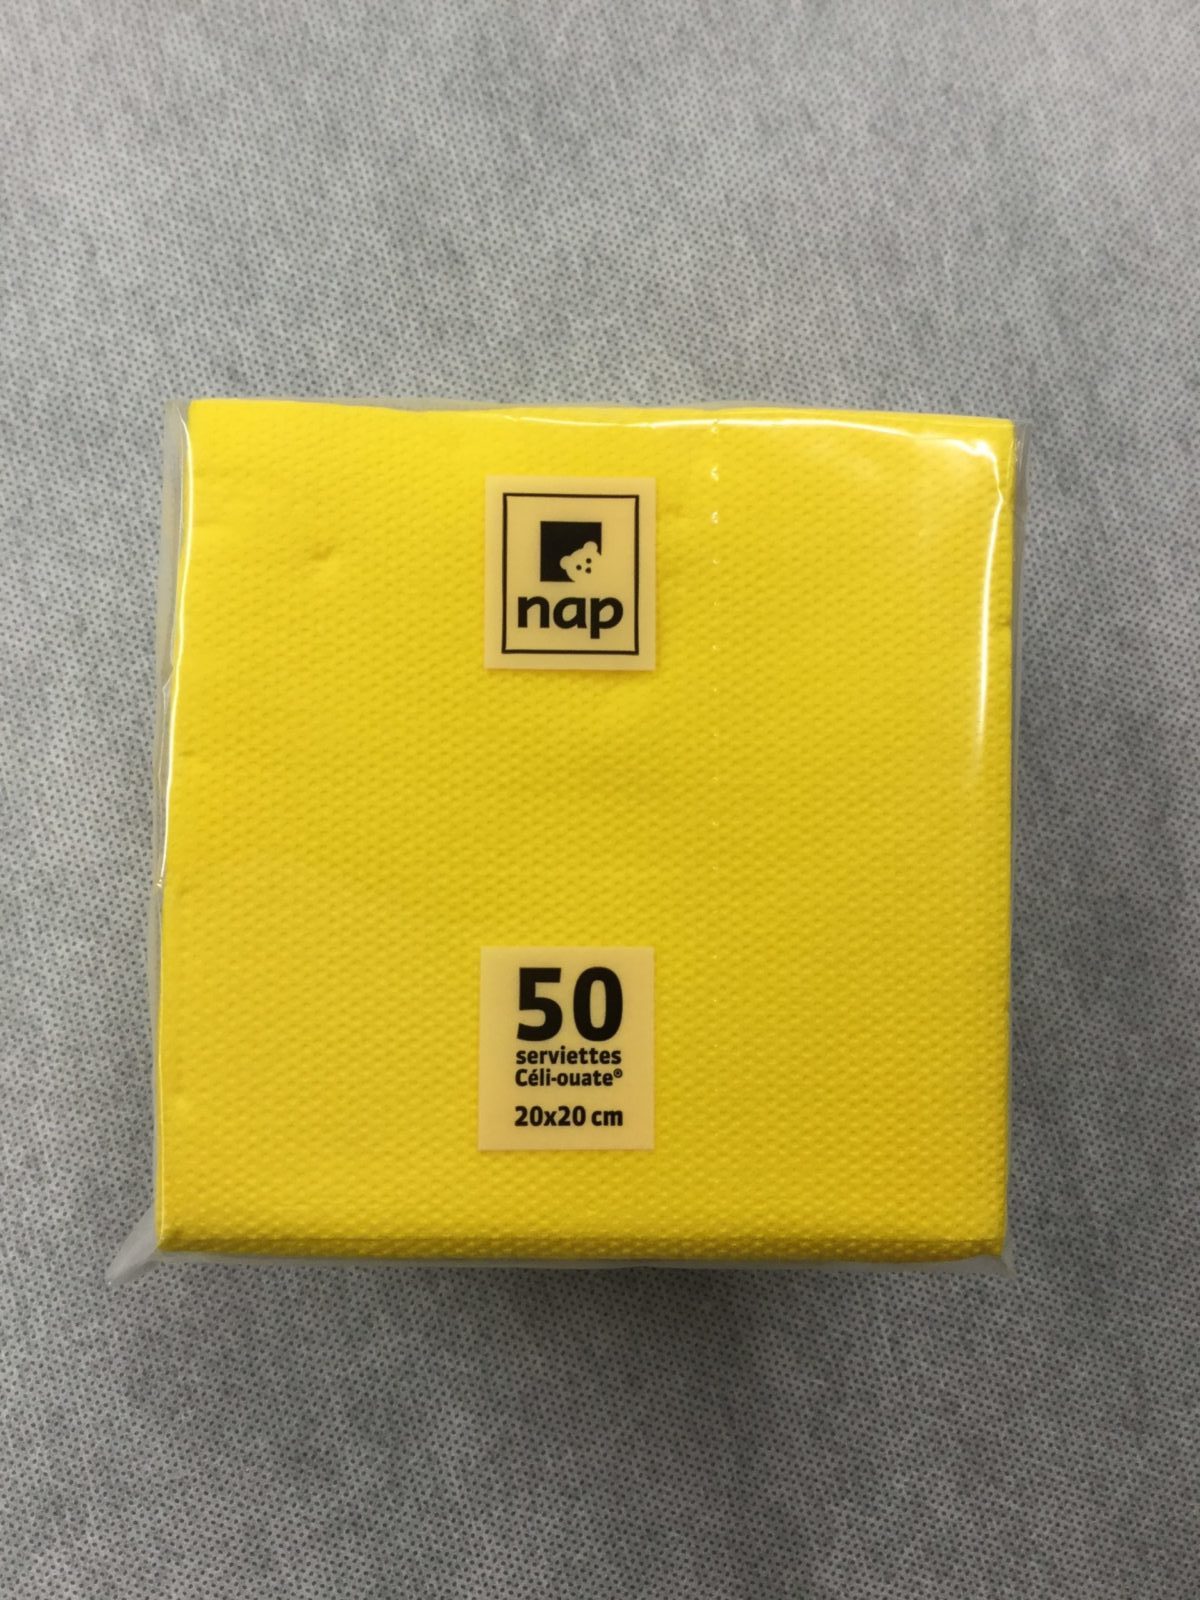 nap
50
serviettes
Céli-ouate®
20x20 cm